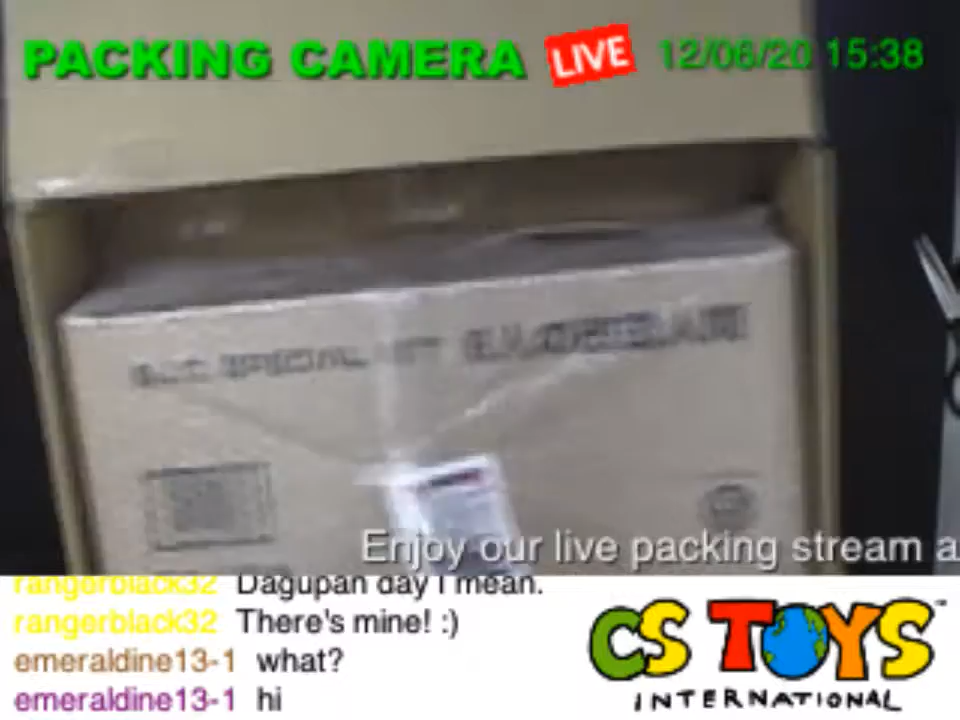 PACKING CAMERA LIVE 12/06/20 15:38
SPECIAL
Enjoy our live packing stream a
rangerblack32 Dagupan day I mean.
rangerblack32 There's mine! :)
emeraldine13-1 what?
emeraldine13-1 hi
CS TOYS
INTERNATIONAL